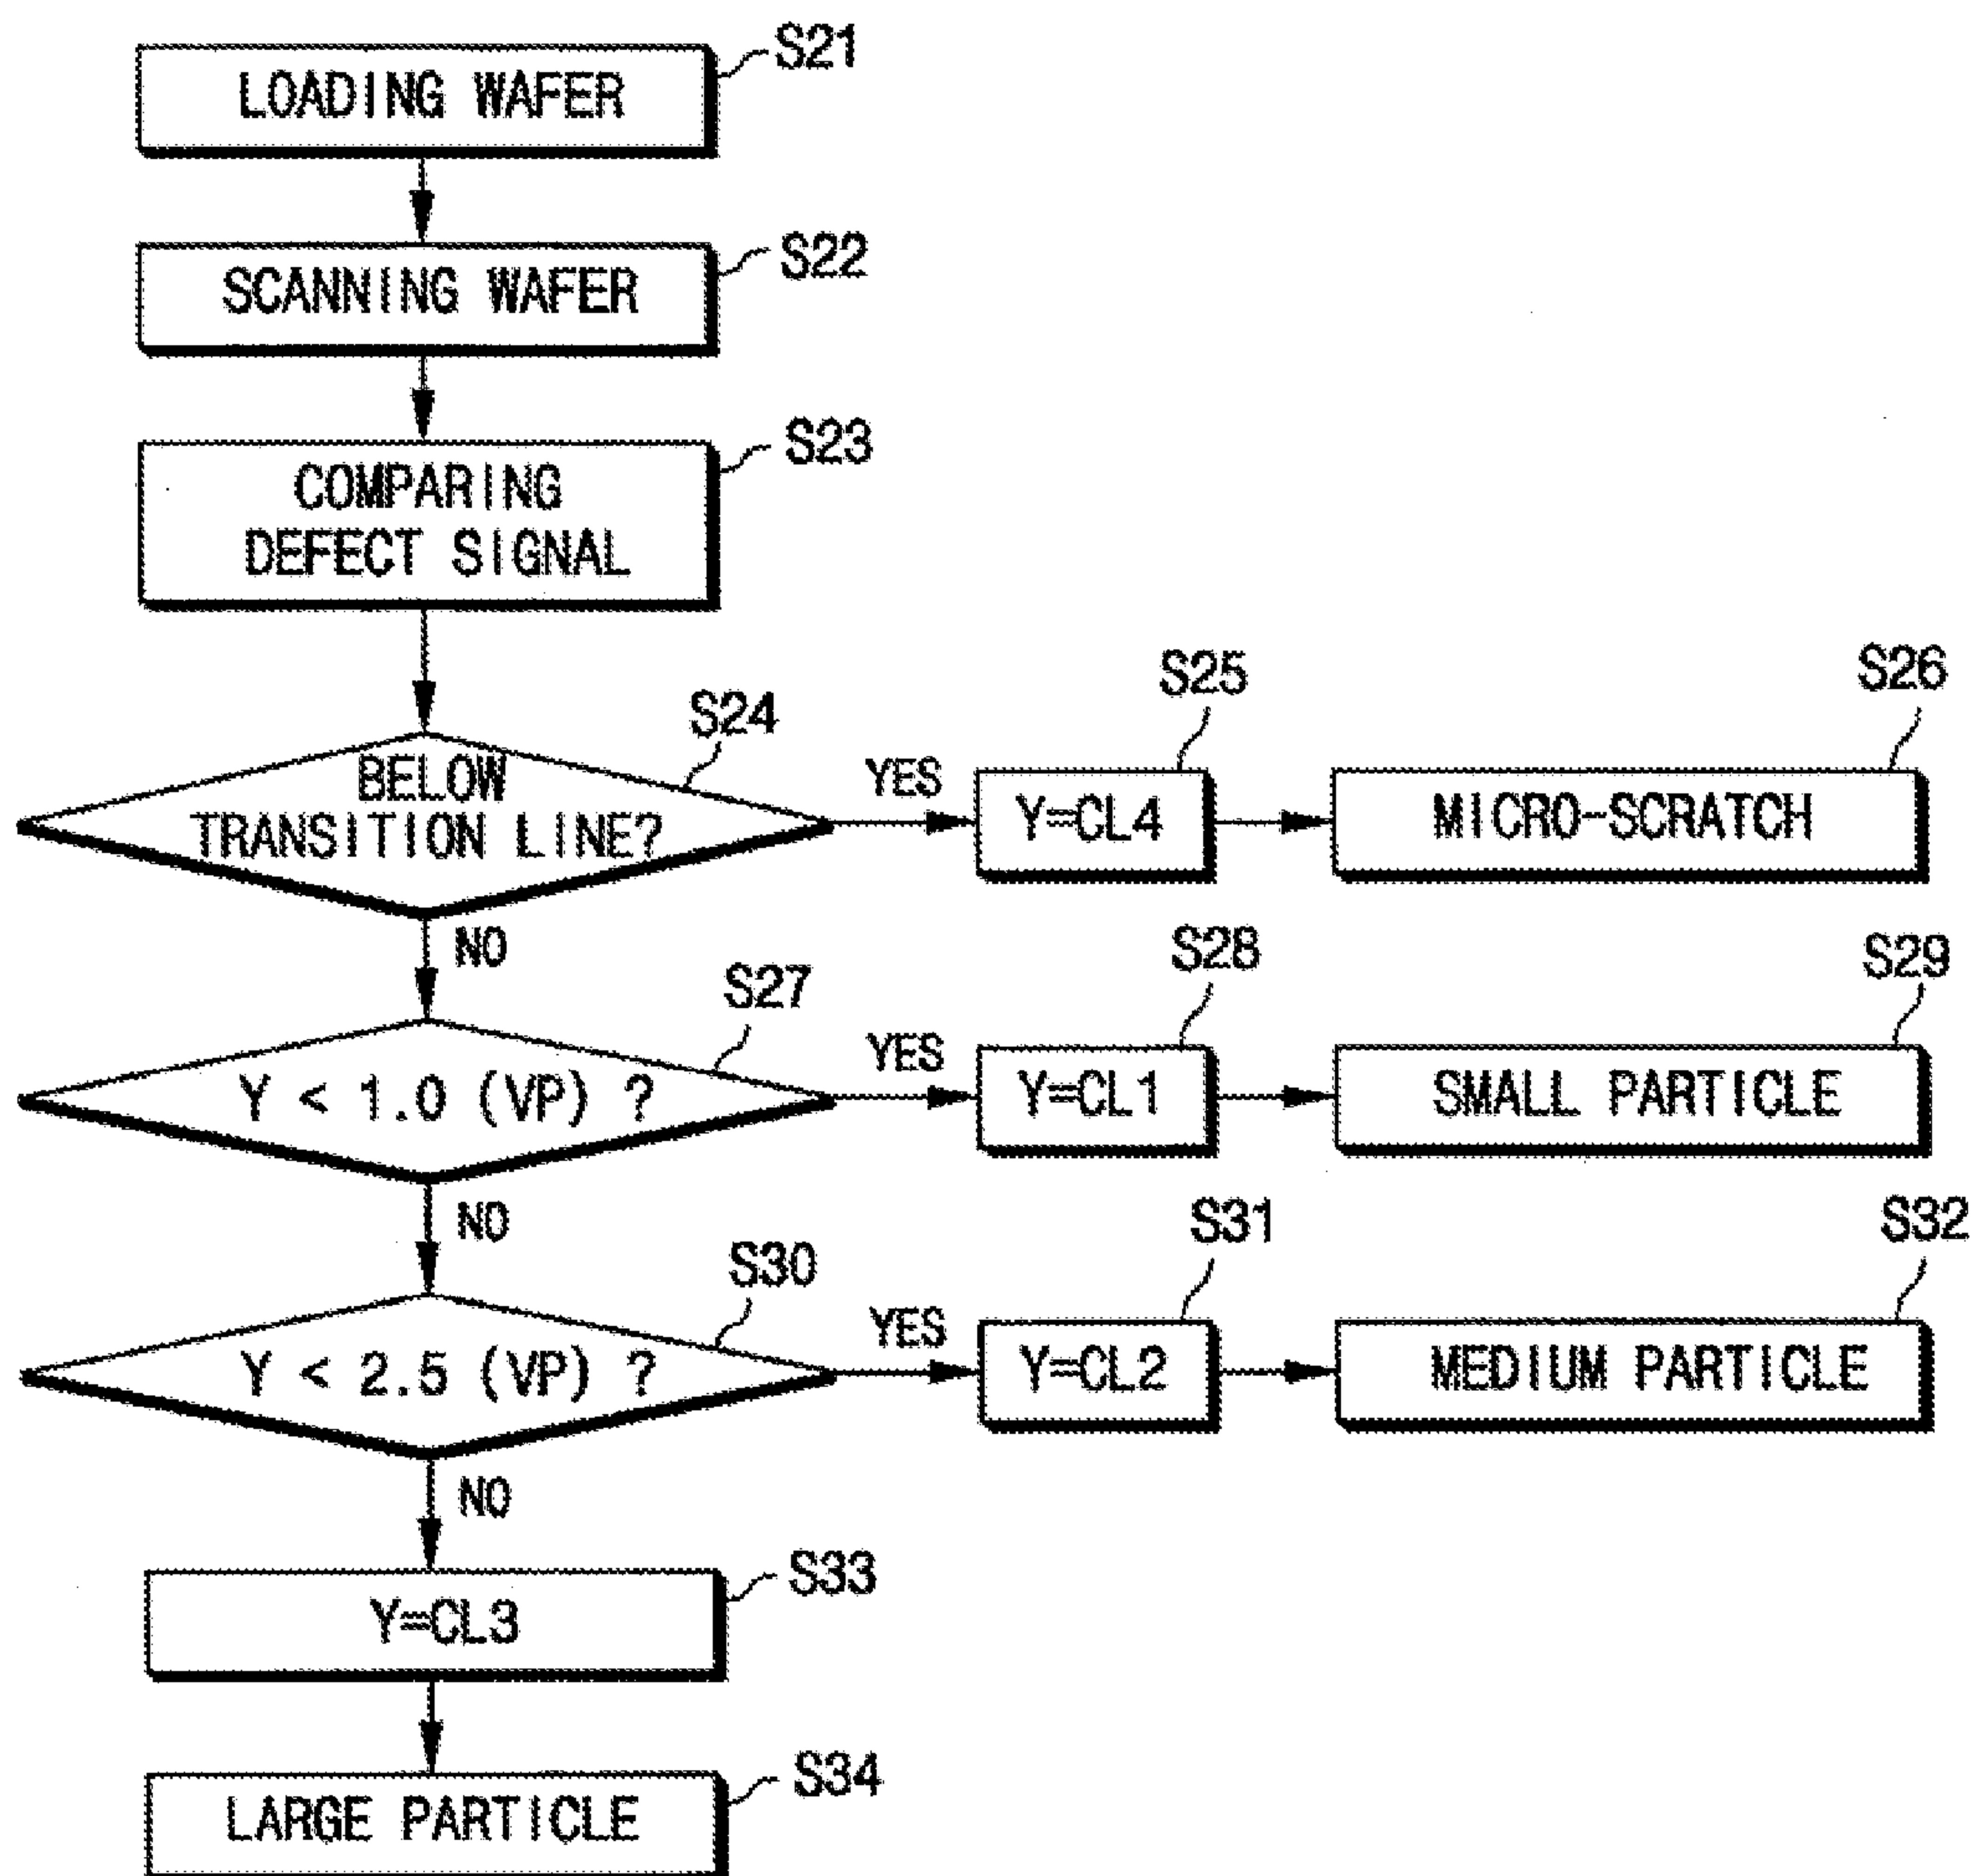 S21
LOADING WAFER
S22
SCANNING WAFER
S23
COMPARING
DEFECT SIGNAL
S24
BELOW
TRANSITION LINE?
YES
S25
Y=CL4
S26
MICRO-SCRATCH
NO
S27
Y < 1.0 (VP) ?
YES
S28
Y=CL1
S29
SMALL PARTICLE
NO
S30
Y < 2.5 (VP) ?
YES
S31
Y=CL2
S32
MEDIUM PARTICLE
NO
S33
Y=CL3
S34
LARGE PARTICLE